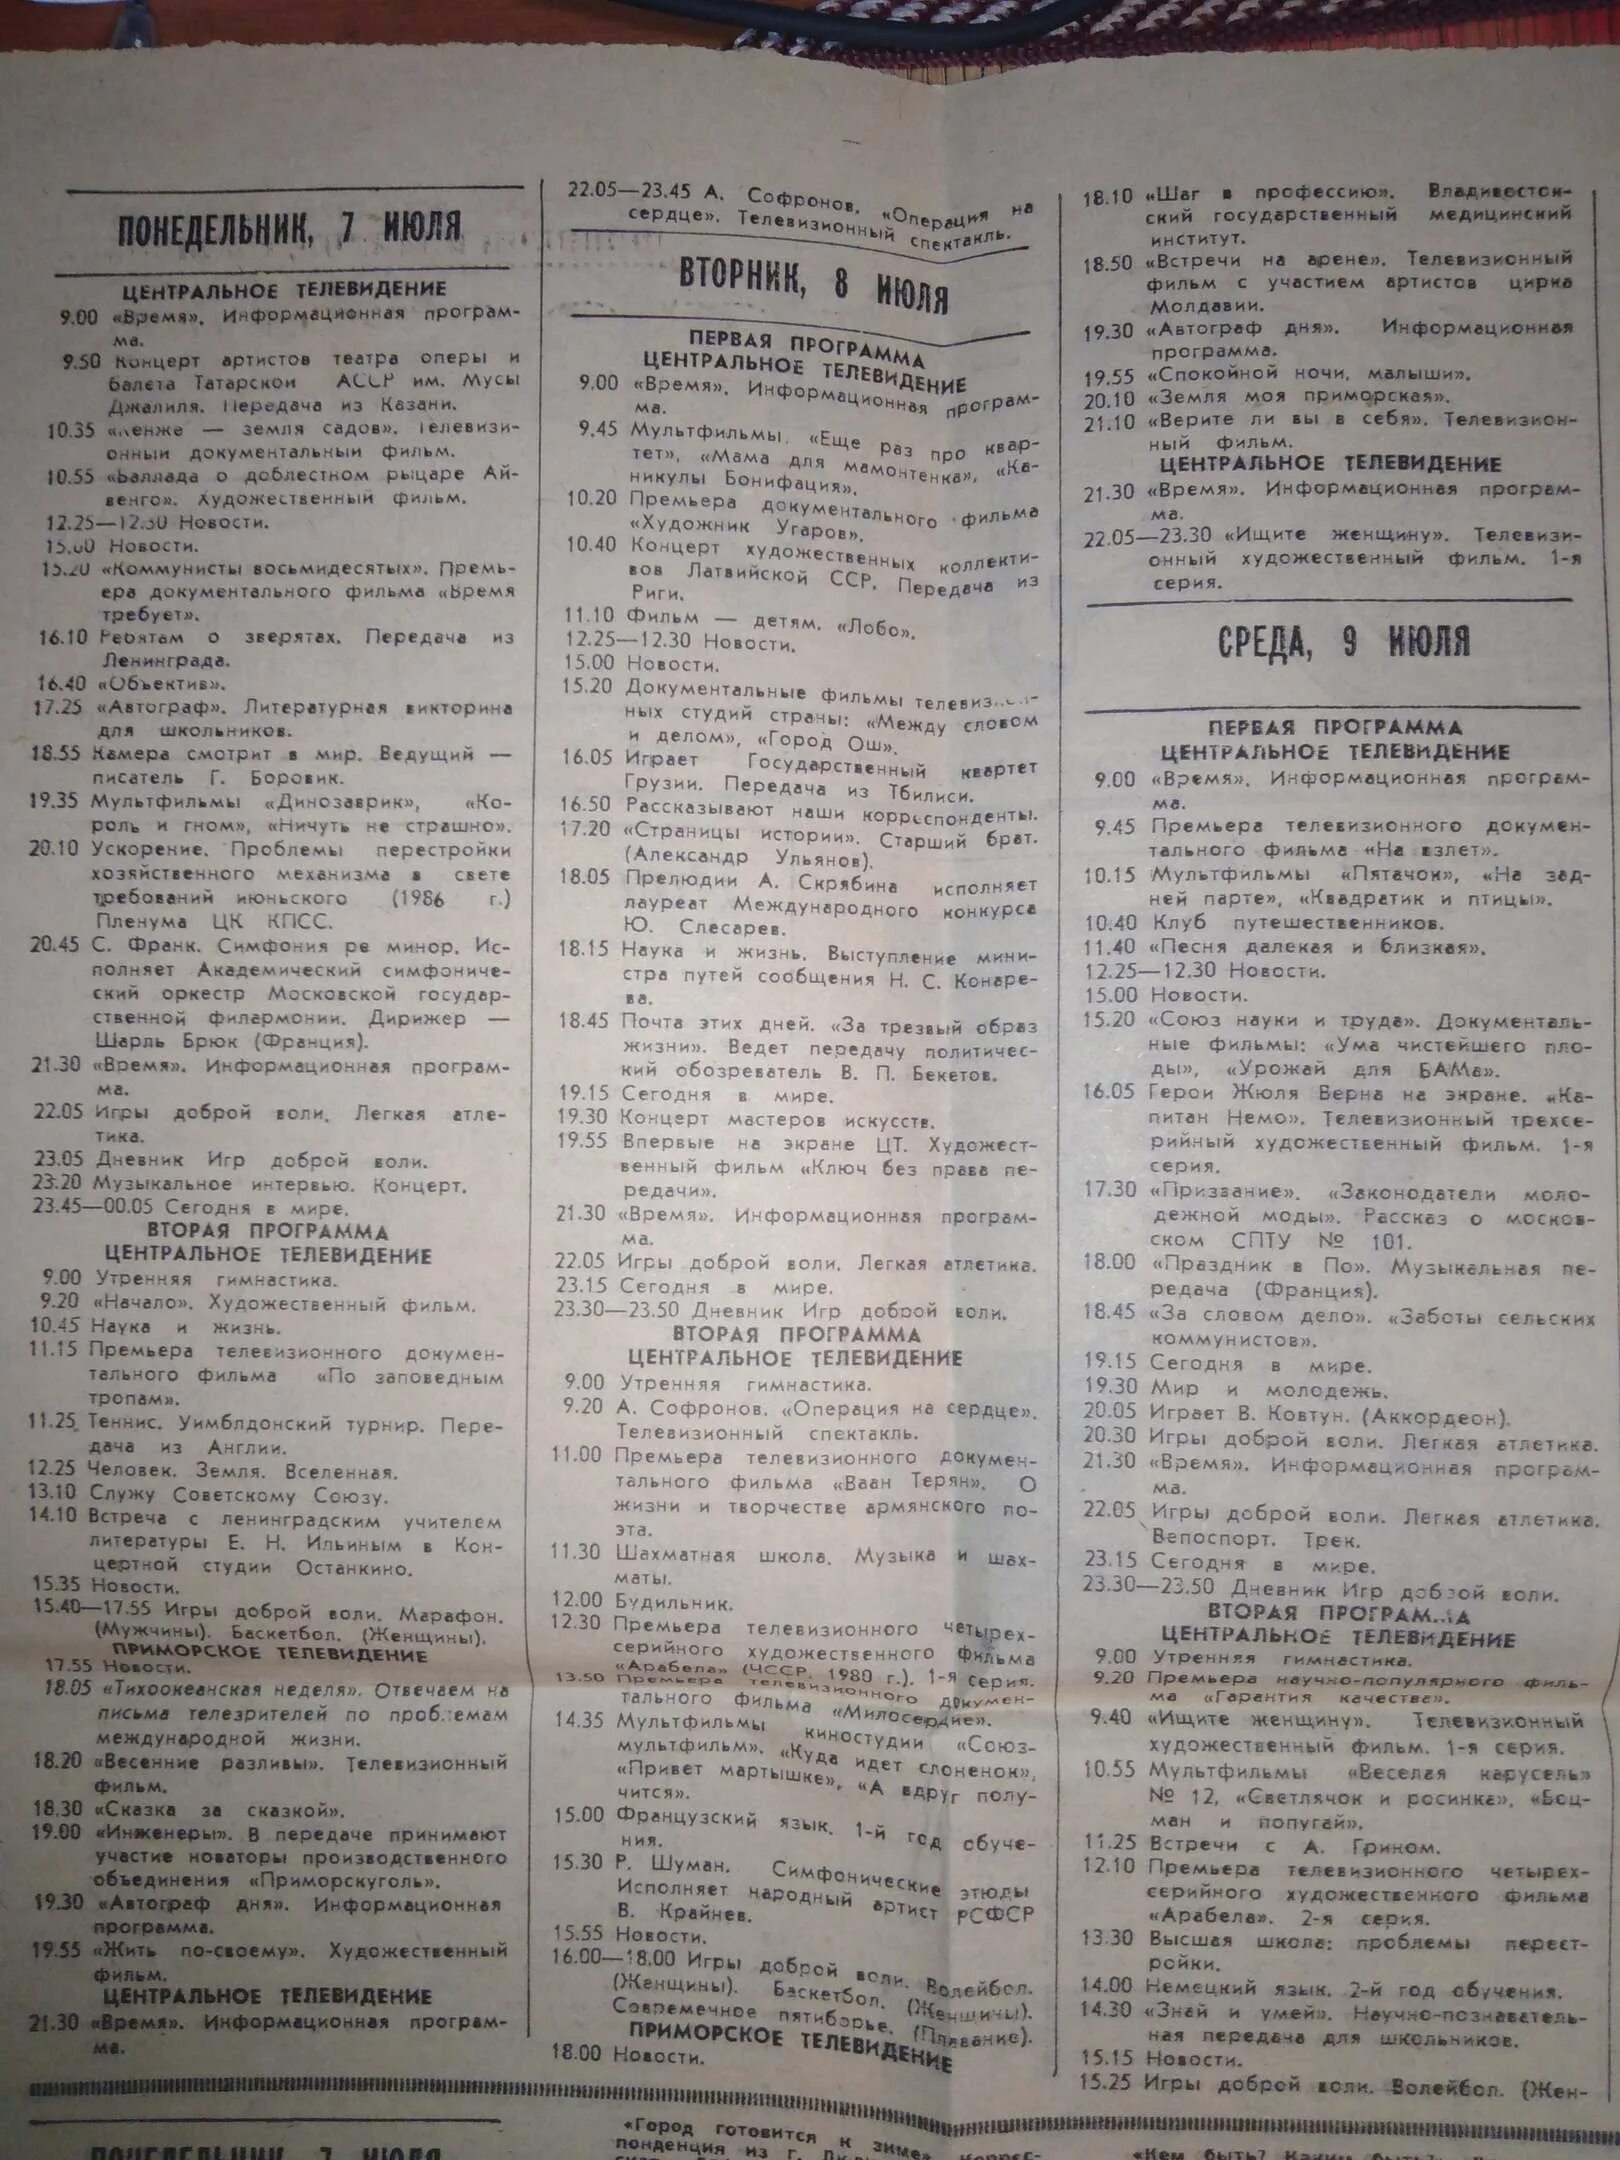 ПОНЕДЕЛЬНИК, 7 ИЮЛЯ
ЦЕНТРАЛЬНОЕ ТЕЛЕВИДЕНИЕ
9.00 «Время». Информационная програм-
ма.
9.50 Концерт артистов театра оперы и
балета Татарской АССР им. Мусы
Джалиля. Передача из Казани.
10.35 — земля садов». Телевизи-
онный документальный фильм.
10.55 «Баллада о доблестном рыцаре Ай-
венго». Художественный фильм.
12.25—12.30 Новости.
15.00 Новости.
15.20 «Коммунисты восьмидесятых». Премь-
ера документального фильма «Время
требует».
16.10 Ребятам о зверятах. Передача из
Ленинграда.
16.40 «Объектив».
17.25 «Автограф». Литературная викторина
для школьников.
18.55 Камера смотрит в мир. Ведущий —
писатель Г. Боровик.
19.35 Мультфильмы «Динозаврик», «Ко-
роль и гном», «Ничуть не страшно».
20.10 Ускорение. Проблемы перестройки
хозяйственного механизма в свете
требований июньского (1986 г.)
Пленума ЦК КПСС.
20.45 С. Франк. Симфония ре минор. Ис-
полняет Академический симфониче-
ский оркестр Московской государ-
ственной филармонии. Дирижер —
Шарль Брюк (Франция).
21.30 «Время». Информационная програм-
ма.
22.05 Игры доброй воли. Легкая атле-
тика.
23.05 Дневник Игр доброй воли.
23.20 Музыкальное интервью. Концерт.
23.45—00.05 Сегодня в мире.
ВТОРАЯ ПРОГРАММА
ЦЕНТРАЛЬНОЕ ТЕЛЕВИДЕНИЕ
9.00 Утренняя гимнастика.
9.20 «Начало». Художественный фильм.
10.45 Наука и жизнь.
11.15 Премьера телевизионного докумен-
тального фильма «По заповедным
тропам».
11.25 Теннис. Уимблдонский турнир. Пере-
дача из Англии.
12.25 Человек. Земля. Вселенная.
13.10 Служу Советскому Союзу.
14.10 Встреча с ленинградским учителем
литературы Е. Н. Ильиным в Кон-
цертной студии Останкино.
15.35 Новости.
15.40—17.55 Игры доброй воли. Марафон.
(Мужчины). Баскетбол. (Женщины).
ПРИМОРСКОЕ ТЕЛЕВИДЕНИЕ
17.55 Новости.
18.05 «Тихоокеанская неделя». Отвечаем на
письма телезрителей по проблемам
международной жизни.
18.20 «Весенние разливы». Телевизионный
фильм.
18.30 «Сказка за сказкой».
19.00 «Инженеры». В передаче принимают
участие новаторы производственного
объединения «Приморскуголь».
19.30 «Автограф дня». Информационная
программа.
19.55 «Жить по-своему». Художественный
фильм.
ЦЕНТРАЛЬНОЕ ТЕЛЕВИДЕНИЕ
21.30 «Время». Информационная програм-
ма.
22.05—23.45 А. Софронов. «Операция на
сердце». Телевизионный спектакль.
ВТОРНИК, 8 ИЮЛЯ
ПЕРВАЯ ПРОГРАММА
ЦЕНТРАЛЬНОЕ ТЕЛЕВИДЕНИЕ
9.00 «Время». Информационная програм-
ма.
9.45 Мультфильмы. «Еще раз про квар-
тет», «Мама для мамонтенка», «Ка-
никулы Бонифация».
10.20 Премьера документального фильма
«Художник Угаров».
10.40 Концерт художественных коллекти-
вов Латвийской ССР. Передача из
Риги.
11.10 Фильм — детям. «Лобо».
12.25—12.30 Новости.
15.00 Новости.
15.20 Документальные фильмы телевизион-
ных студий страны: «Между словом
и делом», «Город Ош».
16.05 Играет Государственный квартет
Грузии. Передача из Тбилиси.
16.50 Рассказывают наши корреспонденты.
17.20 «Страницы истории». Старший брат.
(Александр Ульянов).
18.05 Прелюдии А. Скрябина исполняет
лауреат Международного конкурса
Ю. Слесарев.
18.15 Наука и жизнь. Выступление мини-
стра путей сообщения Н. С. Конаре-
ва.
18.45 Почта этих дней. «За трезвый образ
жизни». Ведет передачу политичес-
кий обозреватель В. П. Бекетов.
19.15 Сегодня в мире.
19.30 Концерт мастеров искусств.
19.55 Впервые на экране ЦТ. Художест-
венный фильм «Ключ без права пе-
редачи».
21.30 «Время». Информационная програм-
ма.
22.05 Игры доброй воли. Легкая атлетика.
23.15 Сегодня в мире.
23.30—23.50 Дневник Игр доброй воли.
ВТОРАЯ ПРОГРАММА
ЦЕНТРАЛЬНОЕ ТЕЛЕВИДЕНИЕ
9.00 Утренняя гимнастика.
9.20 А. Софронов. «Операция на сердце».
Телевизионный спектакль.
11.00 Премьера телевизионного докумен-
тального фильма «Ваан Терян». О
жизни и творчестве армянского по-
эта.
11.30 Шахматная школа. Музыка и шах-
маты.
12.00 Будильник.
12.30 Премьера телевизионного четырех-
серийного художественного фильма
«Арабела» (ЧССР, 1980 г.). 1-я серия.
13.50 Премьера телевизионного докумен-
тального фильма «Милосердие».
14.35 Мультфильмы киностудии «Союз-
мультфильм». «Куда идет слоненок»,
«Привет мартышке», «А вдруг полу-
чится».
15.00 Французский язык. 1-й год обуче-
ния.
15.30 Р. Шуман. Симфонические этюды
Исполняет народный артист РСФСР
В. Крайнев.
15.55 Новости.
16.00—18.00 Игры доброй воли. Волейбол.
(Женщины). Баскетбол. (Женщины).
Современное пятиборье. (Плавание).
ПРИМОРСКОЕ ТЕЛЕВИДЕНИЕ
18.00 Новости.
18.10 «Шаг в профессию». Владивосток-
ский государственный медицинский
институт.
18.50 «Встречи на арене». Телевизионный
фильм с участием артистов цирка
Молдавии.
19.30 «Автограф дня». Информационная
программа.
19.55 «Спокойной ночи, малыши».
20.10 «Земля моя приморская».
21.10 «Верите ли вы в себя». Телевизион-
ный фильм.
ЦЕНТРАЛЬНОЕ ТЕЛЕВИДЕНИЕ
21.30 «Время». Информационная програм-
ма.
22.05—23.30 «Ищите женщину». Телевизи-
онный художественный фильм. 1-я
серия.
СРЕДА, 9 ИЮЛЯ
ПЕРВАЯ ПРОГРАММА
ЦЕНТРАЛЬНОЕ ТЕЛЕВИДЕНИЕ
9.00 «Время». Информационная програм-
ма.
9.45 Премьера телевизионного докумен-
тального фильма «На взлет».
10.15 Мультфильмы «Пятачок», «На зад-
ней парте», «Квадратик и птицы».
10.40 Клуб путешественников.
11.40 «Песня далекая и близкая».
12.25—12.30 Новости.
15.00 Новости.
15.20 «Союз науки и труда». Документаль-
ные фильмы: «Ума чистейшего пло-
ды», «Урожай для БАМа».
16.05 Герои Жюля Верна на экране. «Ка-
питан Немо». Телевизионный трехсе-
рийный художественный фильм. 1-я
серия.
17.30 «Призвание». «Законодатели моло-
дежной моды». Рассказ о москов-
ском СПТУ № 101.
18.00 «Праздник в По». Музыкальная пе-
редача (Франция).
18.45 «За словом дело». «Заботы сельских
коммунистов».
19.15 Сегодня в мире.
19.30 Мир и молодежь.
20.05 Играет В. Ковтун. (Аккордеон).
20.30 Игры доброй воли. Легкая атлетика.
21.30 «Время». Информационная програм-
ма.
22.05 Игры доброй воли. Легкая атлетика.
Велоспорт. Трек.
23.15 Сегодня в мире.
23.30—23.50 Дневник Игр доброй воли.
ВТОРАЯ ПРОГРАММА
ЦЕНТРАЛЬНОЕ ТЕЛЕВИДЕНИЕ
9.00 Утренняя гимнастика.
9.20 Премьера научно-популярного филь-
ма «Гарантия качества».
9.40 «Ищите женщину». Телевизионный
художественный фильм. 1-я серия.
10.55 Мультфильмы «Веселая карусель»
№ 12, «Светлячок и росинка», «Боц-
ман и попугай».
11.25 Встречи с А. Грином.
12.10 Премьера телевизионного четырех-
серийного художественного фильма
«Арабела». 2-я серия.
13.30 Высшая школа: проблемы перест-
ройки.
14.00 Немецкий язык. 2-й год обучения.
14.30 «Знай и умей». Научно-познаватель-
ная передача для школьников.
15.15 Новости.
15.25 Игры доброй воли. Волейбол. (Жен-
ПОНЕДЕЛЬНИК, 7 ИЮЛЯ
«Город готовится к зиме».
понденция из г.
«Кем быть?